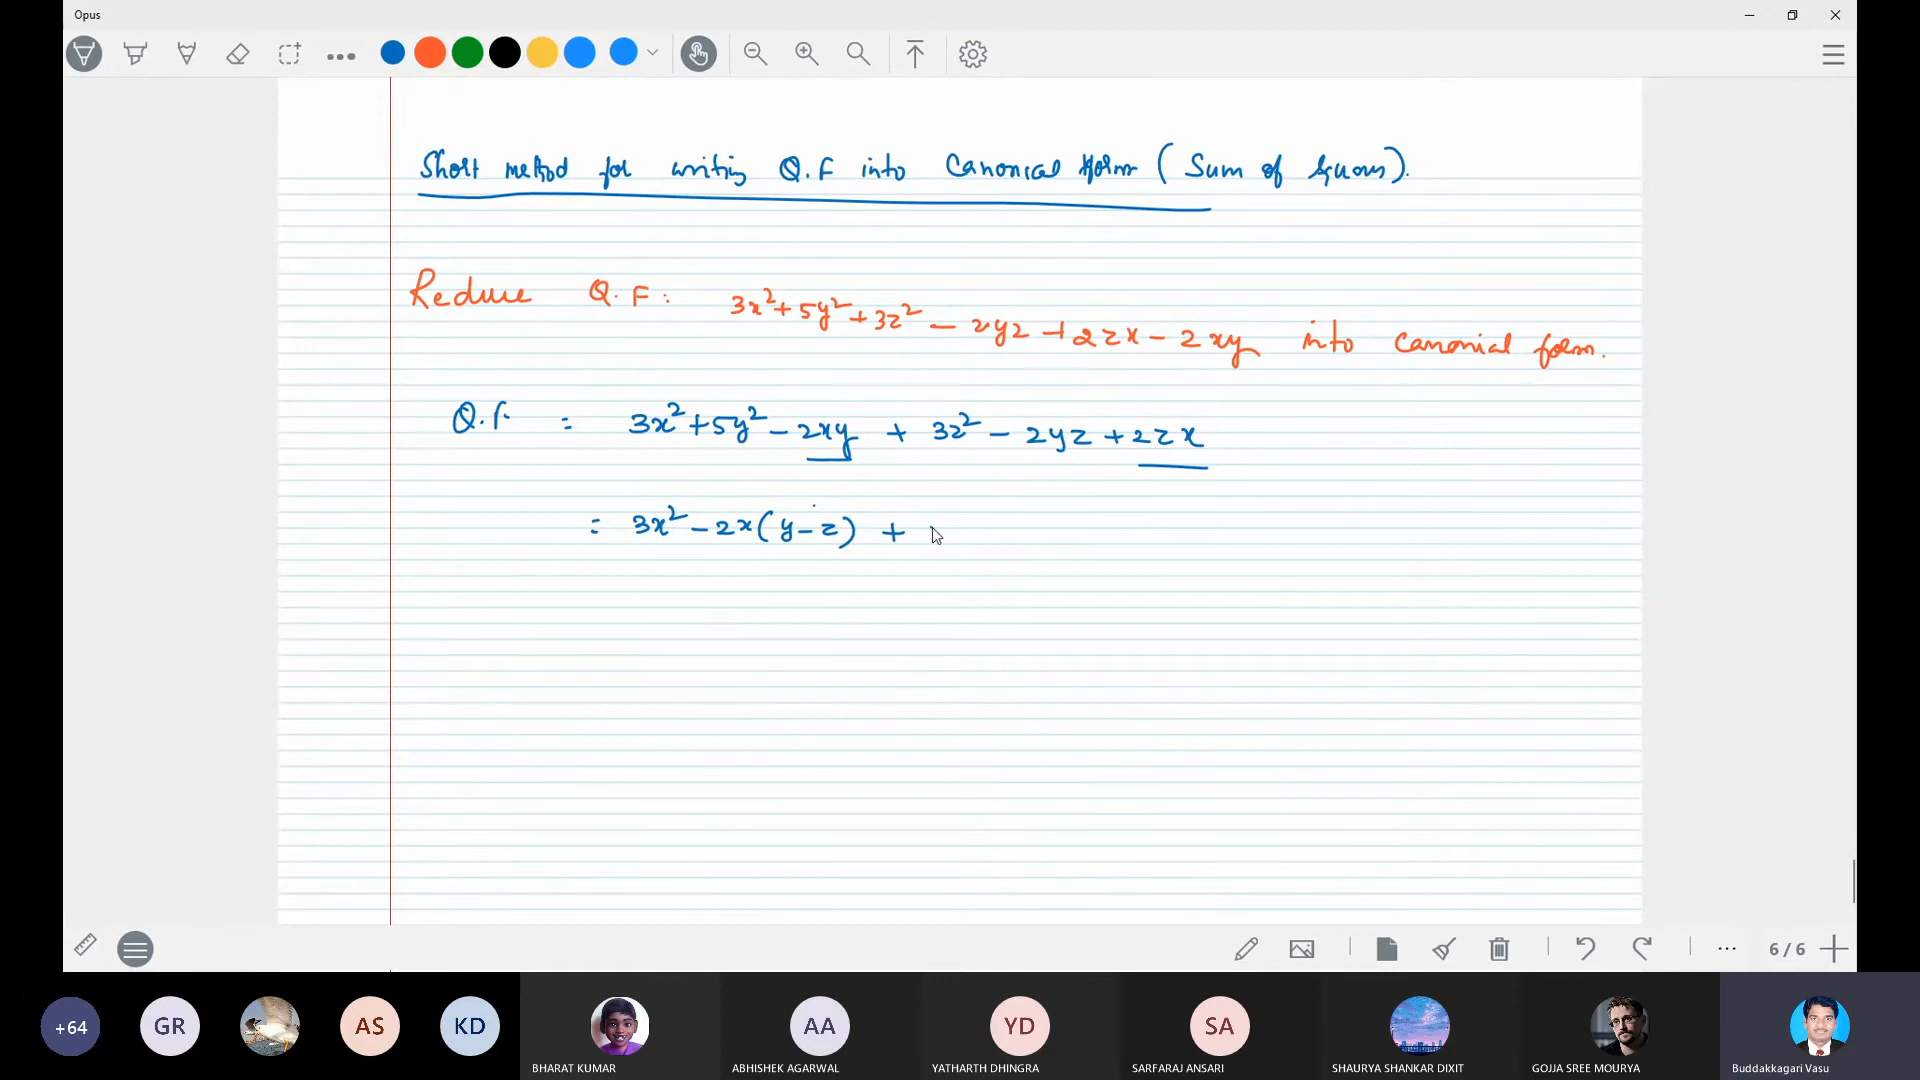 Opus
Short method for writing Q.F into Canonical form (Sum of Squares).
Reduce Q.F: 3x²+5y²+3z² - 2yz + 2zx - 2xy into canonial form.
Q.F = 3x²+5y² - 2xy + 3z² - 2yz + 2zx
= 3x² - 2x(y-z) +
6 / 6
+64
GR
AS
KD
AA
YD
SA
BHARAT KUMAR
ABHISHEK AGARWAL
YATHARTH DHINGRA
SARFARAJ ANSARI
SHAURYA SHANKAR DIXIT
GOJJA SREE MOURYA
Buddakkagari Vasu